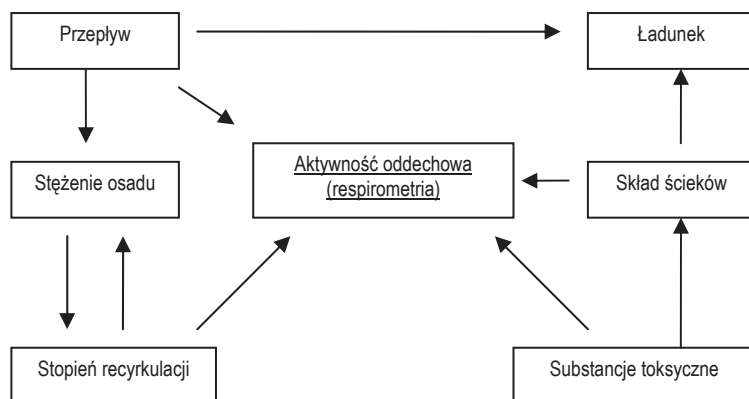 Przepływ
Ładunek
Aktywność oddechowa
(respirometria)
Stężenie osadu
Skład ścieków
Stopień recyrkulacji
Substancje toksyczne